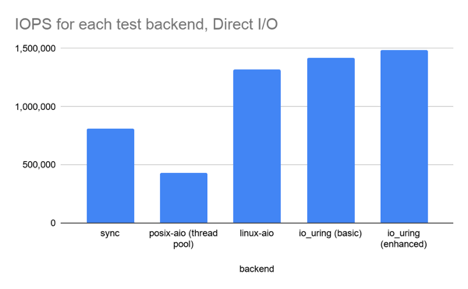 IOPS for each test backend, Direct I/O
1,500,000
1,000,000
500,000
0
sync
posix-aio (thread
pool)
linux-aio
io_uring (basic)
io_uring
(enhanced)
backend